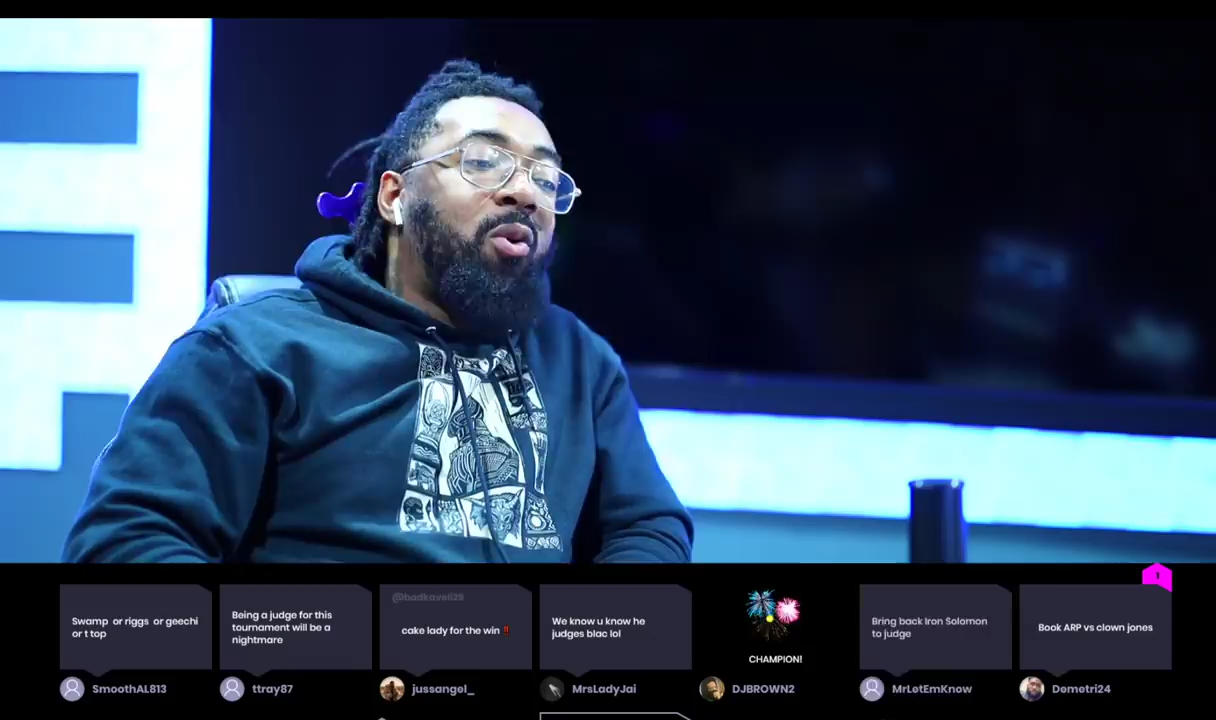 Swamp or riggs or geechi
or t top
SmoothAL813
Being a judge for this
tournament will be a
nightmare
ttray87
@badkaveli29
cake lady for the win ‼️
jussangel_
We know u know he
judges blac lol
MrsLadyJai
CHAMPION!
DJBROWN2
Bring back Iron Solomon
to judge
MrLetEmKnow
1
Book ARP vs clown jones
Demetri24